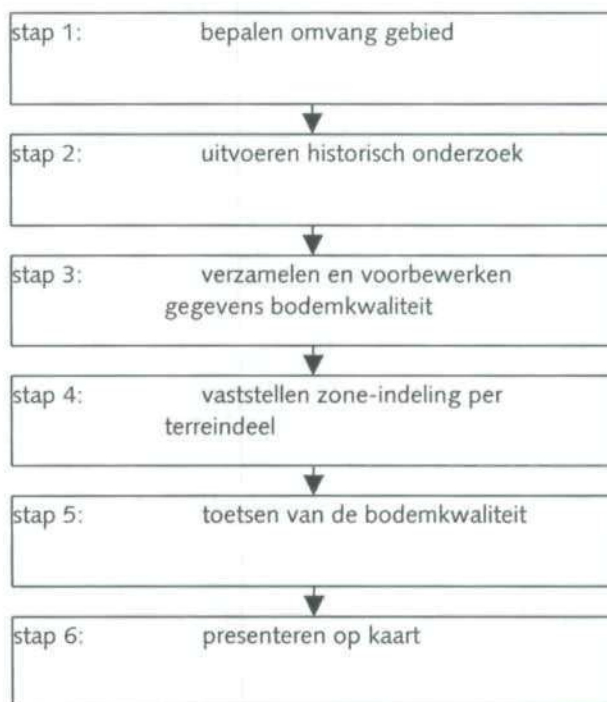 stap 1: bepalen omvang gebied
stap 2: uitvoeren historisch onderzoek
stap 3: verzamelen en voorbewerken
gegevens bodemkwaliteit
stap 4: vaststellen zone-indeling per
terreindeel
stap 5: toetsen van de bodemkwaliteit
stap 6: presenteren op kaart